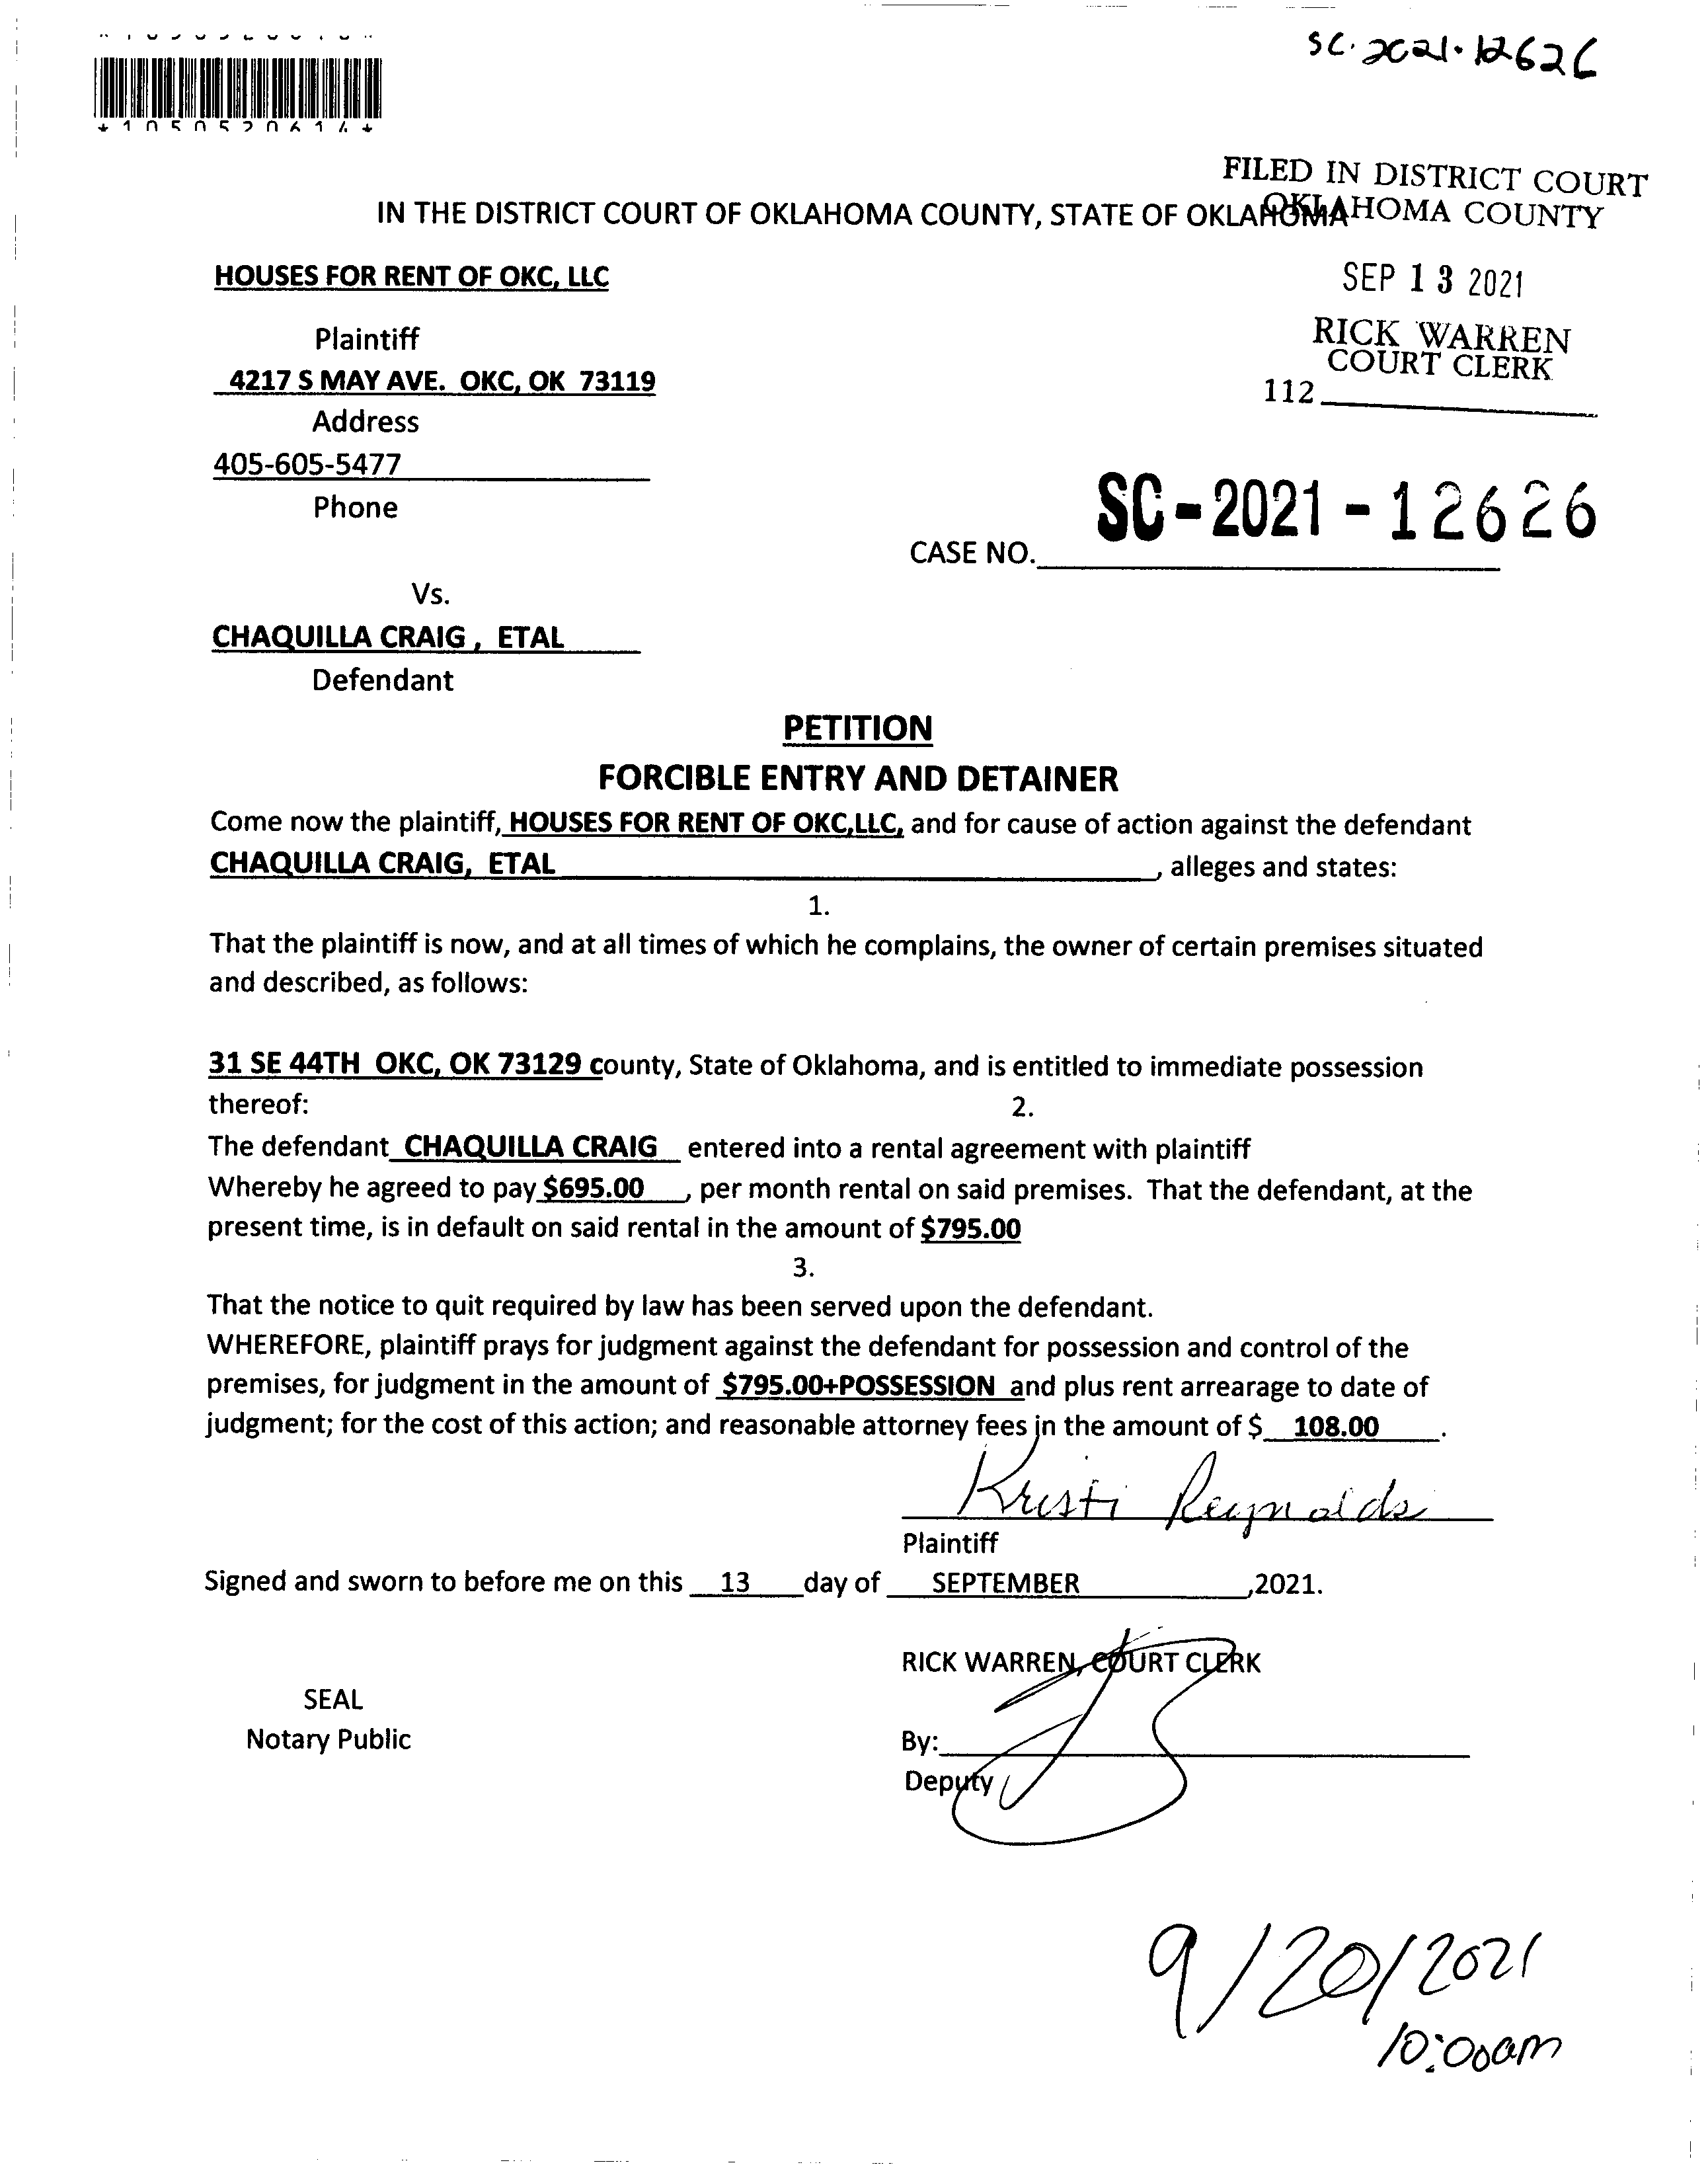 SC-2021-12626
*1050520614*
FILED IN DISTRICT COURT
OKLAHOMA COUNTY
IN THE DISTRICT COURT OF OKLAHOMA COUNTY, STATE OF OKLAHOMA
HOUSES FOR RENT OF OKC, LLC
SEP 13 2021
Plaintiff
RICK WARREN
COURT CLERK
4217 S MAY AVE. OKC, OK 73119
112
Address
405-605-5477
Phone
SC-2021-12626
CASE NO.
Vs.
CHAQUILLA CRAIG , ETAL
Defendant
PETITION
FORCIBLE ENTRY AND DETAINER
Come now the plaintiff, HOUSES FOR RENT OF OKC,LLC, and for cause of action against the defendant
CHAQUILLA CRAIG, ETAL , alleges and states:
1.
That the plaintiff is now, and at all times of which he complains, the owner of certain premises situated
and described, as follows:
31 SE 44TH OKC, OK 73129 county, State of Oklahoma, and is entitled to immediate possession
thereof: 2.
The defendant CHAQUILLA CRAIG entered into a rental agreement with plaintiff
Whereby he agreed to pay $695.00 , per month rental on said premises. That the defendant, at the
present time, is in default on said rental in the amount of $795.00
3.
That the notice to quit required by law has been served upon the defendant.
WHEREFORE, plaintiff prays for judgment against the defendant for possession and control of the
premises, for judgment in the amount of $795.00+POSSESSION and plus rent arrearage to date of
judgment; for the cost of this action; and reasonable attorney fees in the amount of $ 108.00 .
Kristi Reynolds
Plaintiff
Signed and sworn to before me on this 13 day of SEPTEMBER ,2021.
RICK WARREN, COURT CLERK
SEAL
Notary Public
By:
Deputy
9/20/2021
10:00am